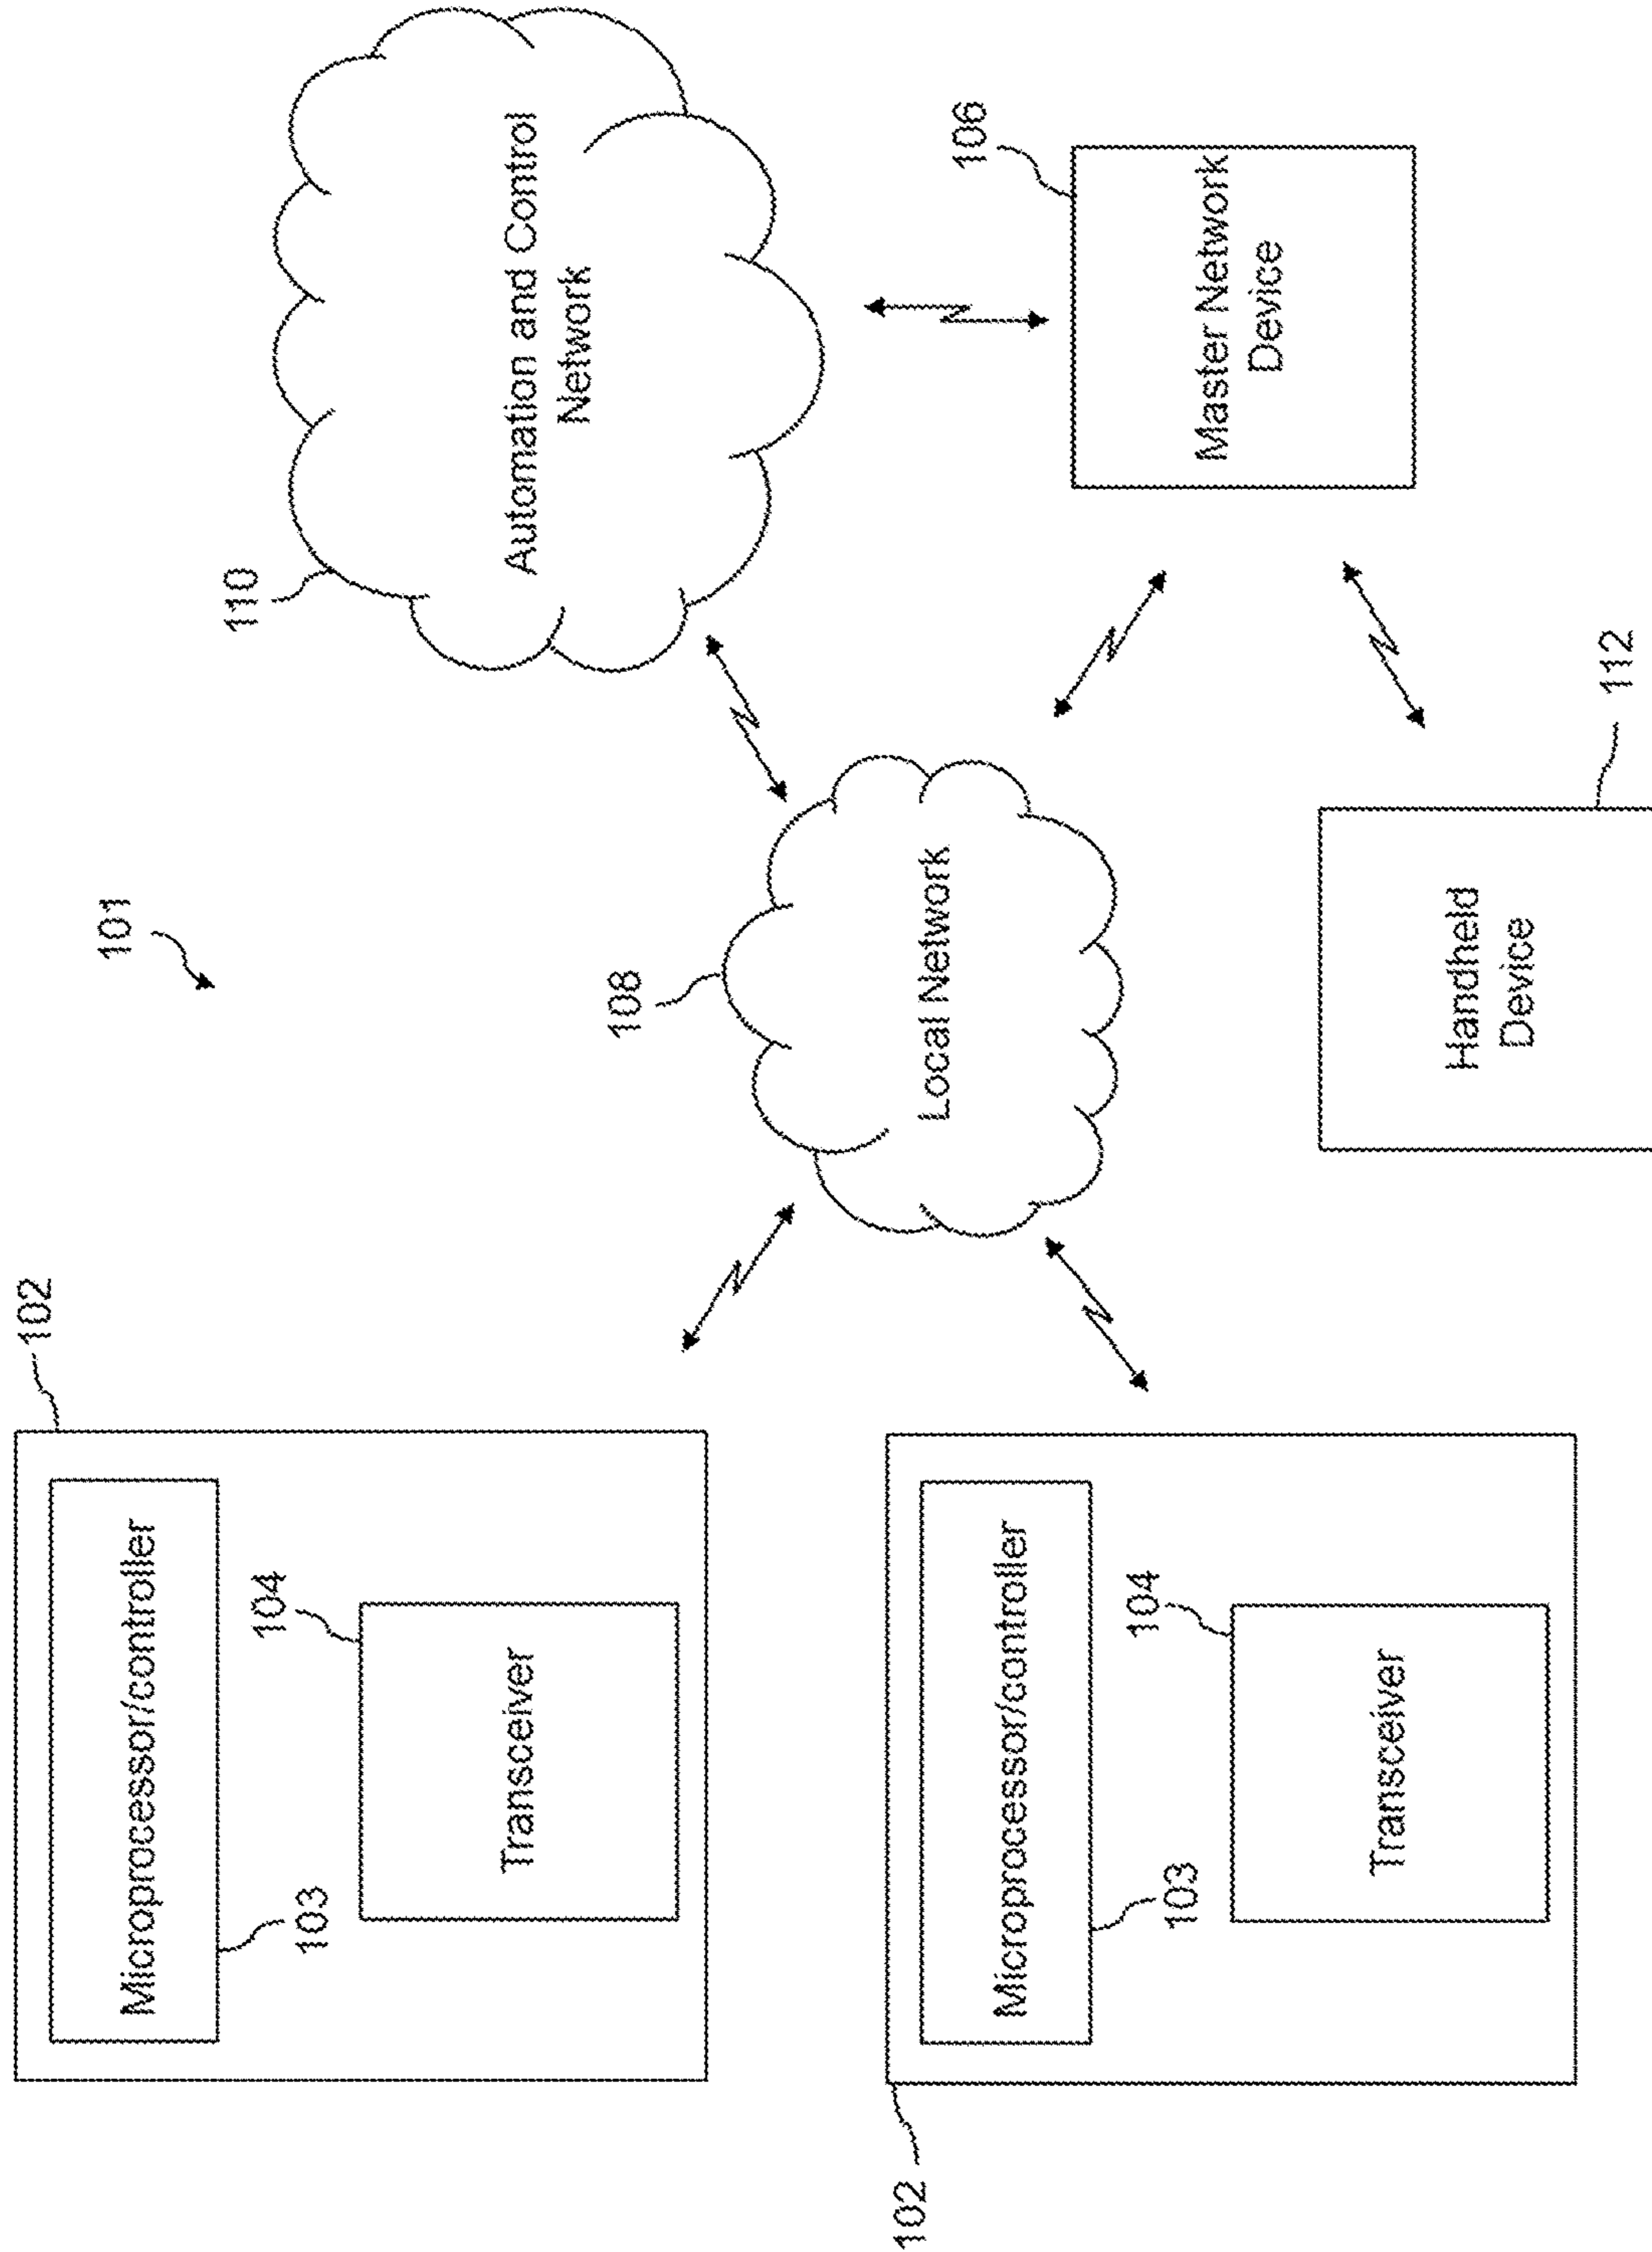 102
Microprocessor/controller
103
104
Transceiver
102
Microprocessor/controller
103
104
Transceiver
101
108
Local Network
110
Automation and Control
Network
106
Master Network
Device
112
Handheld
Device